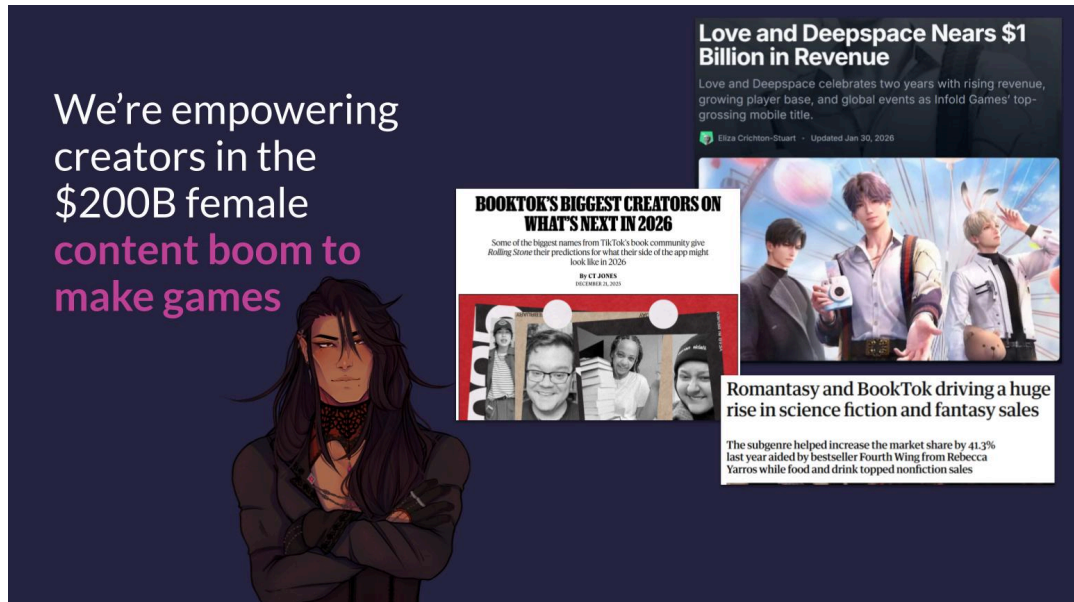 We’re empowering
creators in the
$200B female
content boom to
make games
Love and Deepspace Nears $1
Billion in Revenue
Love and Deepspace celebrates two years with rising revenue,
growing player base, and global events as Infold Games' top-
grossing mobile title.
Eliza Crichton-Stuart • Updated Jan 30, 2026
BOOKTOK'S BIGGEST CREATORS ON
WHAT'S NEXT IN 2026
Some of the biggest names from TikTok's book community give
Rolling Stone their predictions for what their side of the app might
look like in 2026
By CT JONES
DECEMBER 21, 2025
Romantasy and BookTok driving a huge
rise in science fiction and fantasy sales
The subgenre helped increase the market share by 41.3%
last year aided by bestseller Fourth Wing from Rebecca
Yarros while food and drink topped nonfiction sales